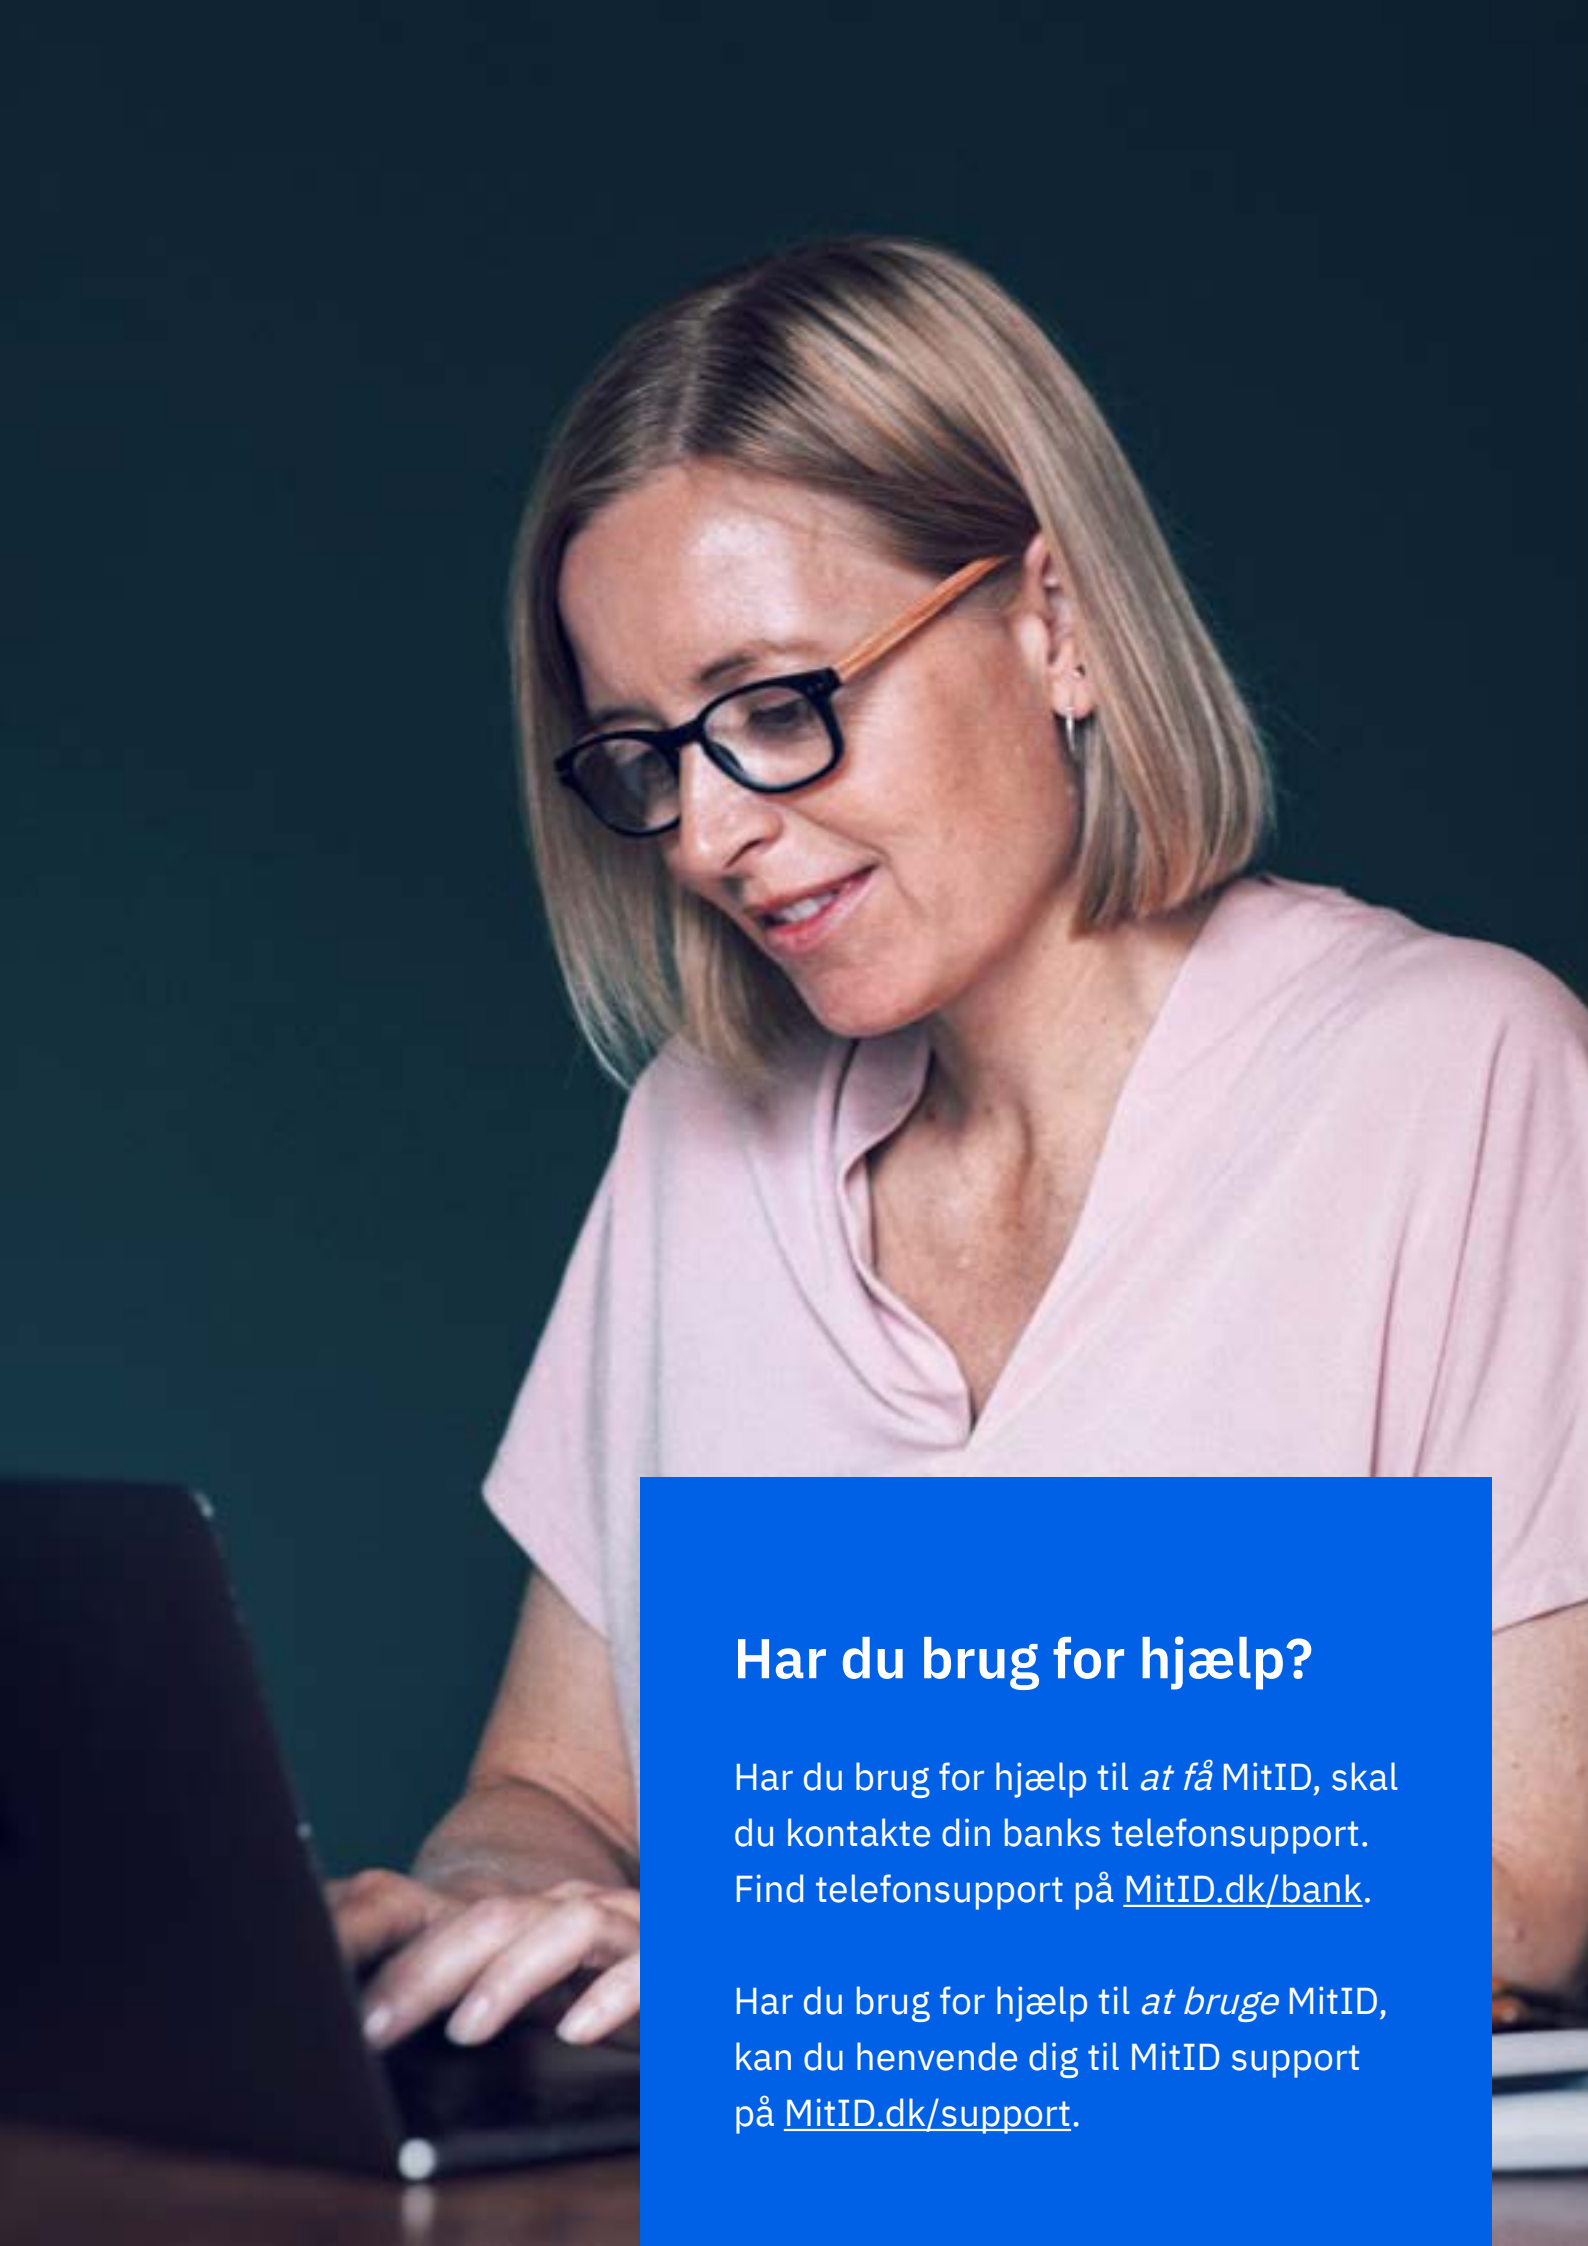 Har du brug for hjælp?
Har du brug for hjælp til at få MitID, skal
du kontakte din banks telefonsupport.
Find telefonsupport på MitID.dk/bank.
Har du brug for hjælp til at bruge MitID,
kan du henvende dig til MitID support
på MitID.dk/support.